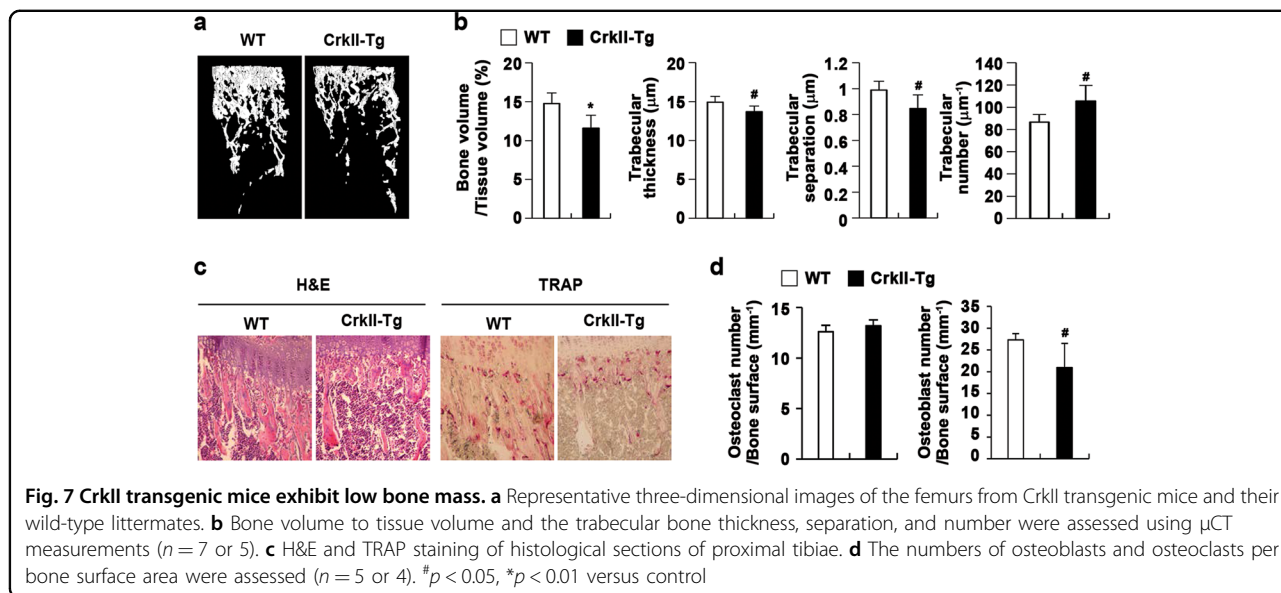 a
WT
CrkII-Tg
b
WT
CrkII-Tg
Bone volume
/Tissue volume (%)
20
15
10
5
0
*
Trabecular
thickness (μm)
20
15
10
5
0
#
Trabecular
separation (μm)
1.2
1
0.8
0.6
0.4
0.2
0
#
Trabecular
number (μm-1)
140
120
100
80
60
40
20
0
#
c
H&E
TRAP
WT
CrkII-Tg
WT
CrkII-Tg
d
WT
CrkII-Tg
Osteoclast number
/Bone surface (mm-1)
15
10
5
0
Osteoblast number
/Bone surface (mm-1)
35
30
25
20
15
10
5
0
#
Fig. 7 CrkII transgenic mice exhibit low bone mass. a Representative three-dimensional images of the femurs from CrkII transgenic mice and their
wild-type littermates. b Bone volume to tissue volume and the trabecular bone thickness, separation, and number were assessed using μCT
measurements (n = 7 or 5). c H&E and TRAP staining of histological sections of proximal tibiae. d The numbers of osteoblasts and osteoclasts per
bone surface area were assessed (n = 5 or 4). #p < 0.05, *p < 0.01 versus control